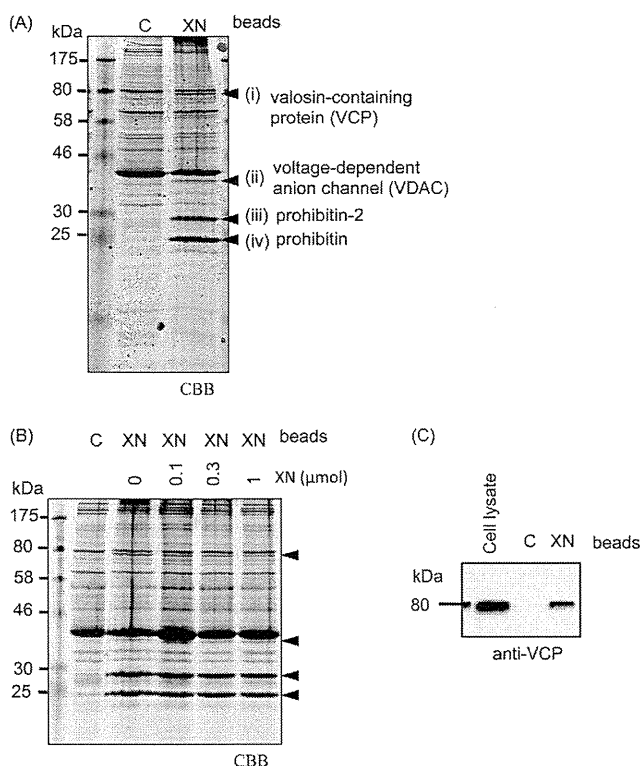 (A)
kDa C XN beads
175
80 (i) valosin-containing
protein (VCP)
58
46
(ii) voltage-dependent
anion channel (VDAC)
30 (iii) prohibitin-2
25 (iv) prohibitin
CBB
(B)
C XN XN XN XN beads
0 0.1 0.3 1 XN (μmol)
kDa
175
80
58
46
30
25
CBB
(C)
Cell lysate C XN beads
kDa
80
anti-VCP